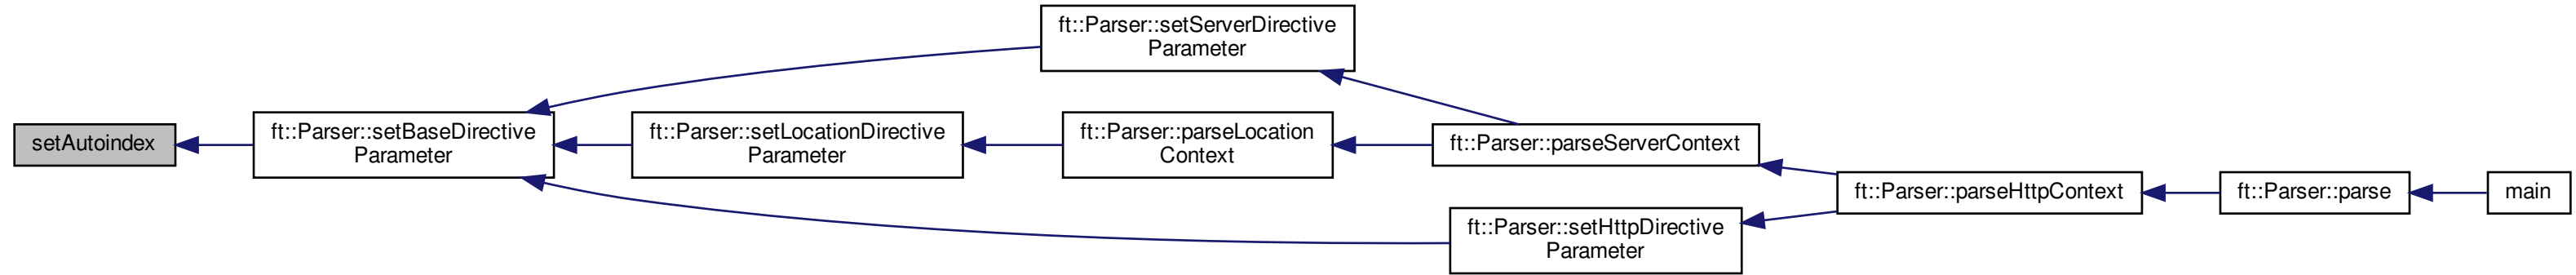 setAutoindex
ft::Parser::setBaseDirective
Parameter
ft::Parser::setServerDirective
Parameter
ft::Parser::setLocationDirective
Parameter
ft::Parser::parseLocation
Context
ft::Parser::parseServerContext
ft::Parser::setHttpDirective
Parameter
ft::Parser::parseHttpContext
ft::Parser::parse
main